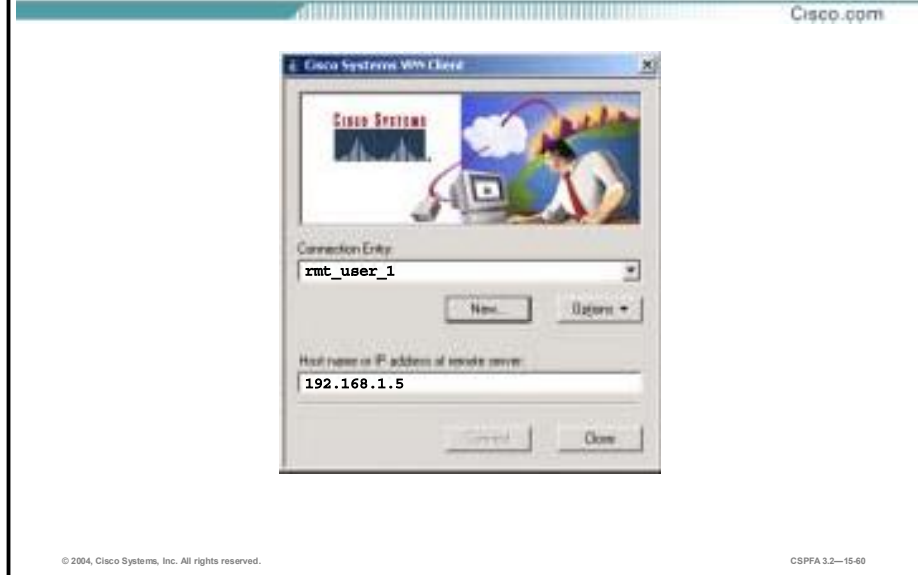 Cisco.com
Cisco Systems VPN Client
CISCO SYSTEMS
Connection Entry:
rmt_user_1
New...
Options
Host name or IP address of remote server:
192.168.1.5
Connect
Close
© 2004, Cisco Systems, Inc. All rights reserved.
CSPFA 3.2—15-60